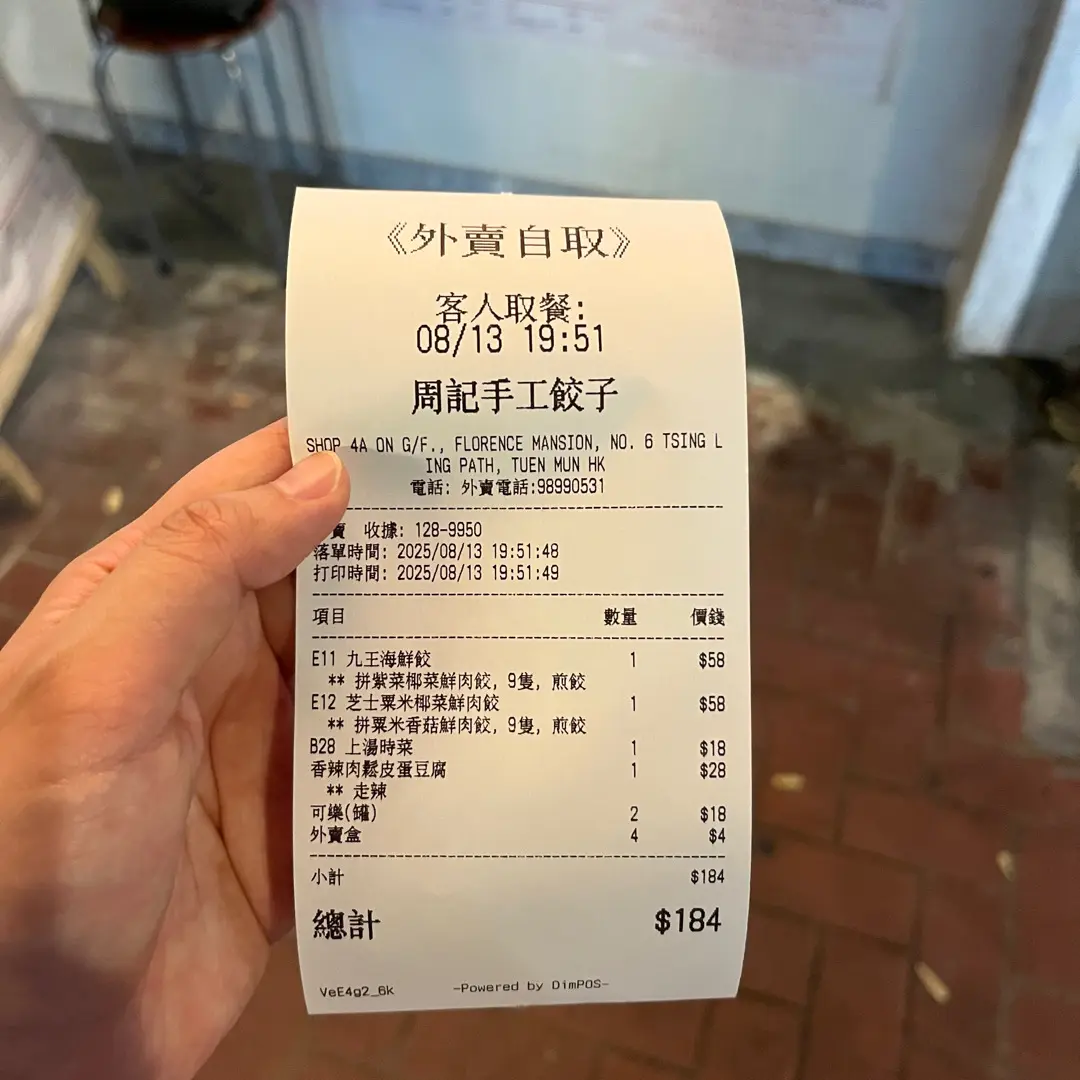 《外賣自取》
客人取餐:
08/13 19:51
周記手工餃子
SHOP 4A ON G/F., FLORENCE MANSION, NO. 6 TSING L
ING PATH, TUEN MUN HK
電話: 外賣電話:98990531
賣 收據: 128-9950
落單時間: 2025/08/13 19:51:48
打印時間: 2025/08/13 19:51:49
項目 數量 價錢
E11 九王海鮮餃 1 $58
** 拼紫菜椰菜鮮肉餃, 9隻, 煎餃
E12 芝士粟米椰菜鮮肉餃 1 $58
** 拼粟米香菇鮮肉餃, 9隻, 煎餃
B28 上湯時菜 1 $18
香辣肉鬆皮蛋豆腐 1 $28
** 走辣
可樂(罐) 2 $18
外賣盒 4 $4
小計 $184
總計 $184
VeE4g2_6k -Powered by DimPOS-